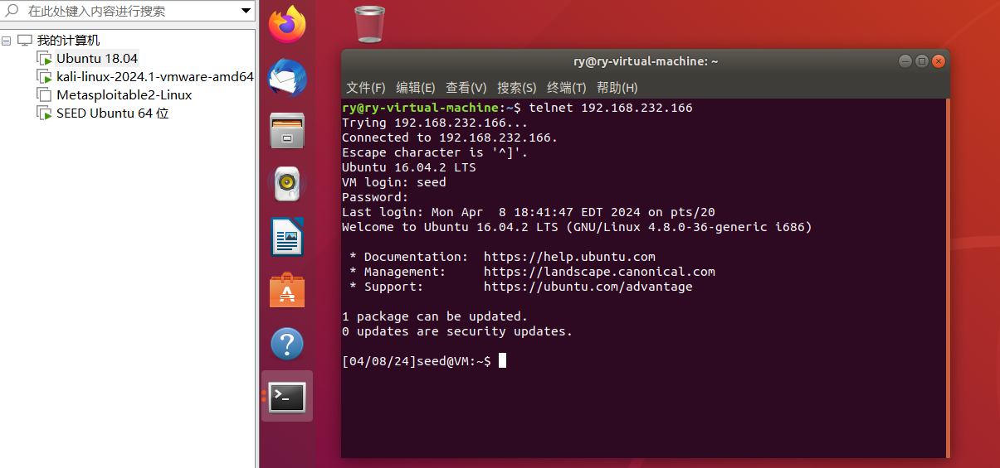 在此处键入内容进行搜索
我的计算机
Ubuntu 18.04
kali-linux-2024.1-vmware-amd64
Metasploitable2-Linux
SEED Ubuntu 64 位
ry@ry-virtual-machine: ~
文件(F) 编辑(E) 查看(V) 搜索(S) 终端(T) 帮助(H)
ry@ry-virtual-machine:~$ telnet 192.168.232.166
Trying 192.168.232.166...
Connected to 192.168.232.166.
Escape character is '^]'.
Ubuntu 16.04.2 LTS
VM login: seed
Password:
Last login: Mon Apr  8 18:41:47 EDT 2024 on pts/20
Welcome to Ubuntu 16.04.2 LTS (GNU/Linux 4.8.0-36-generic i686)
* Documentation:  https://help.ubuntu.com
* Management:     https://landscape.canonical.com
* Support:        https://ubuntu.com/advantage
1 package can be updated.
0 updates are security updates.
[04/08/24]seed@VM:~$